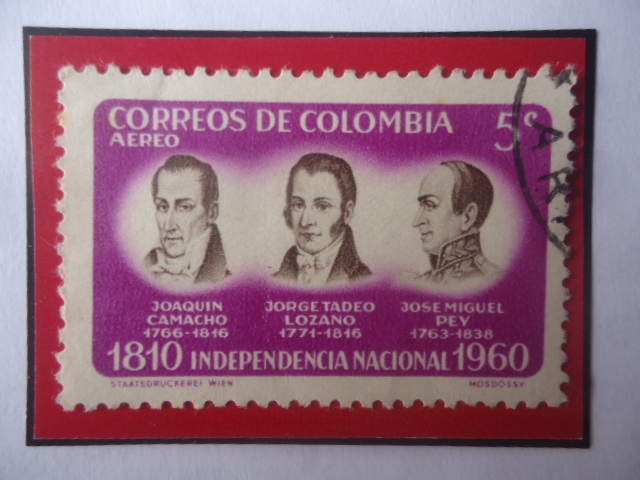 CORREOS DE COLOMBIA 5c
AEREO
JOAQUIN
CAMACHO
1766-1816
JORGE TADEO
LOZANO
1771-1816
JOSE MIGUEL
PEY
1763-1838
1810 INDEPENDENCIA NACIONAL 1960
STAATSDRUCKEREI WIEN
MOSDOSSY